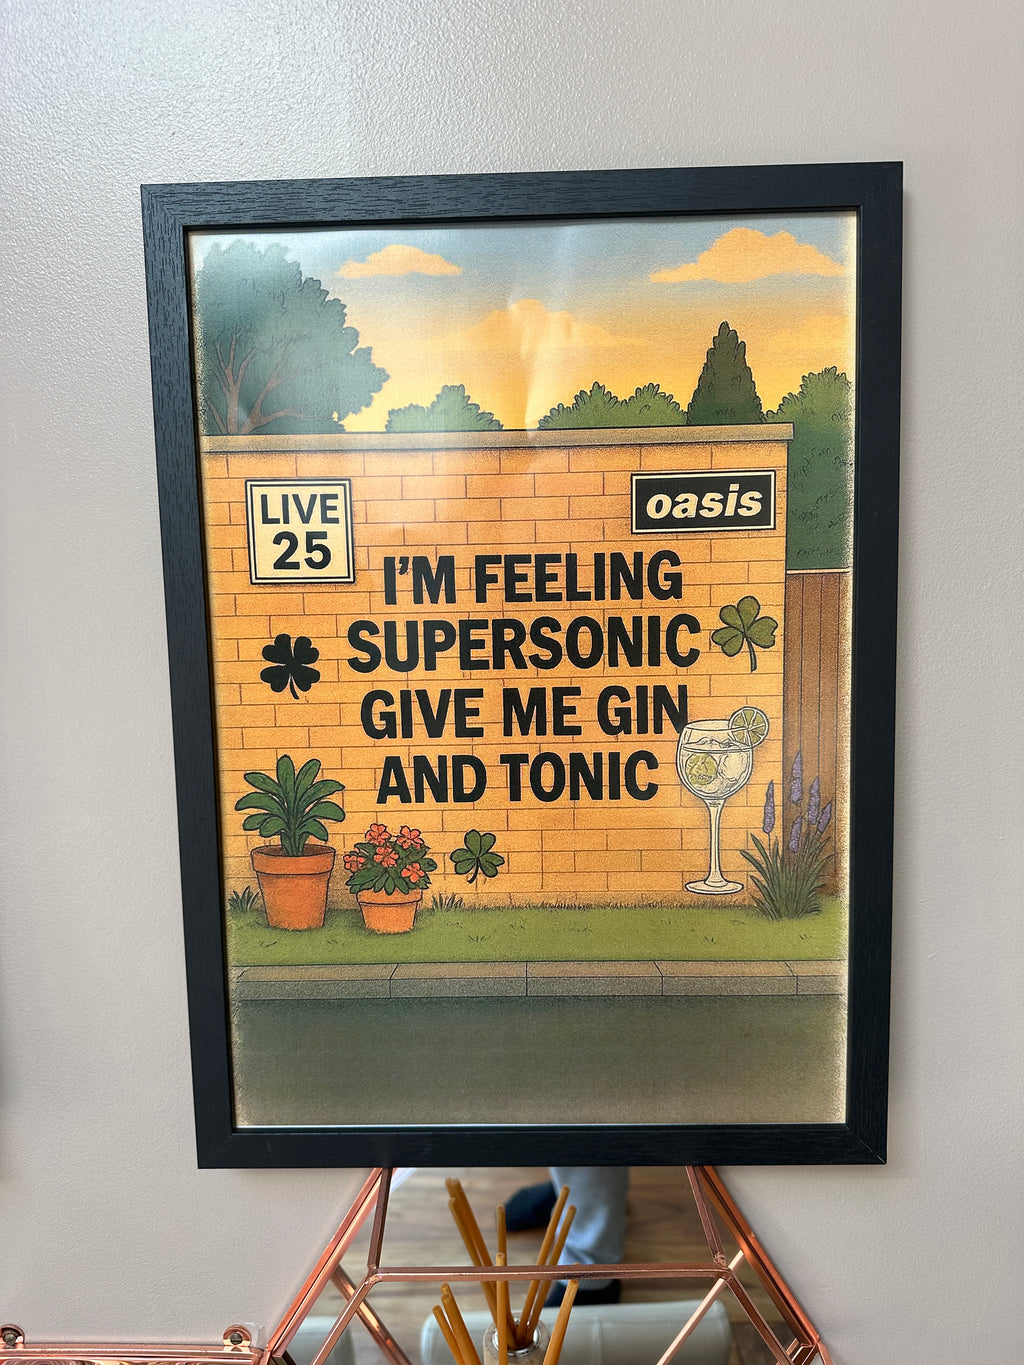 LIVE
25
oasis
I'M FEELING
SUPERSONIC
GIVE ME GIN
AND TONIC